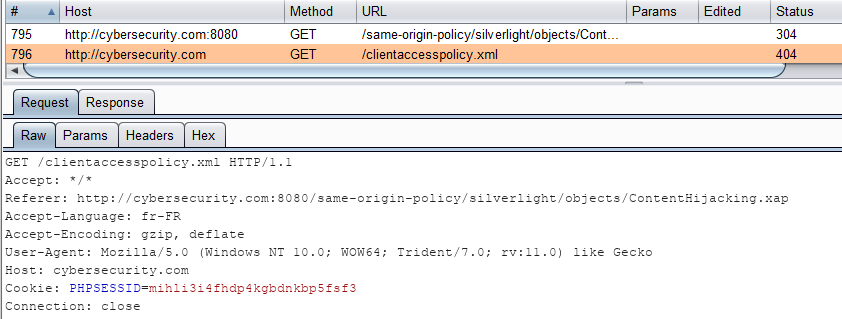 # Host Method URL Params Edited Status
795 http://cybersecurity.com:8080 GET /same-origin-policy/silverlight/objects/Cont... 304
796 http://cybersecurity.com GET /clientaccesspolicy.xml 404
Request Response
Raw Params Headers Hex
GET /clientaccesspolicy.xml HTTP/1.1
Accept: */*
Referer: http://cybersecurity.com:8080/same-origin-policy/silverlight/objects/ContentHijacking.xap
Accept-Language: fr-FR
Accept-Encoding: gzip, deflate
User-Agent: Mozilla/5.0 (Windows NT 10.0; WOW64; Trident/7.0; rv:11.0) like Gecko
Host: cybersecurity.com
Cookie: PHPSESSID=mihli3i4fhdp4kgbdnkbp5fsf3
Connection: close